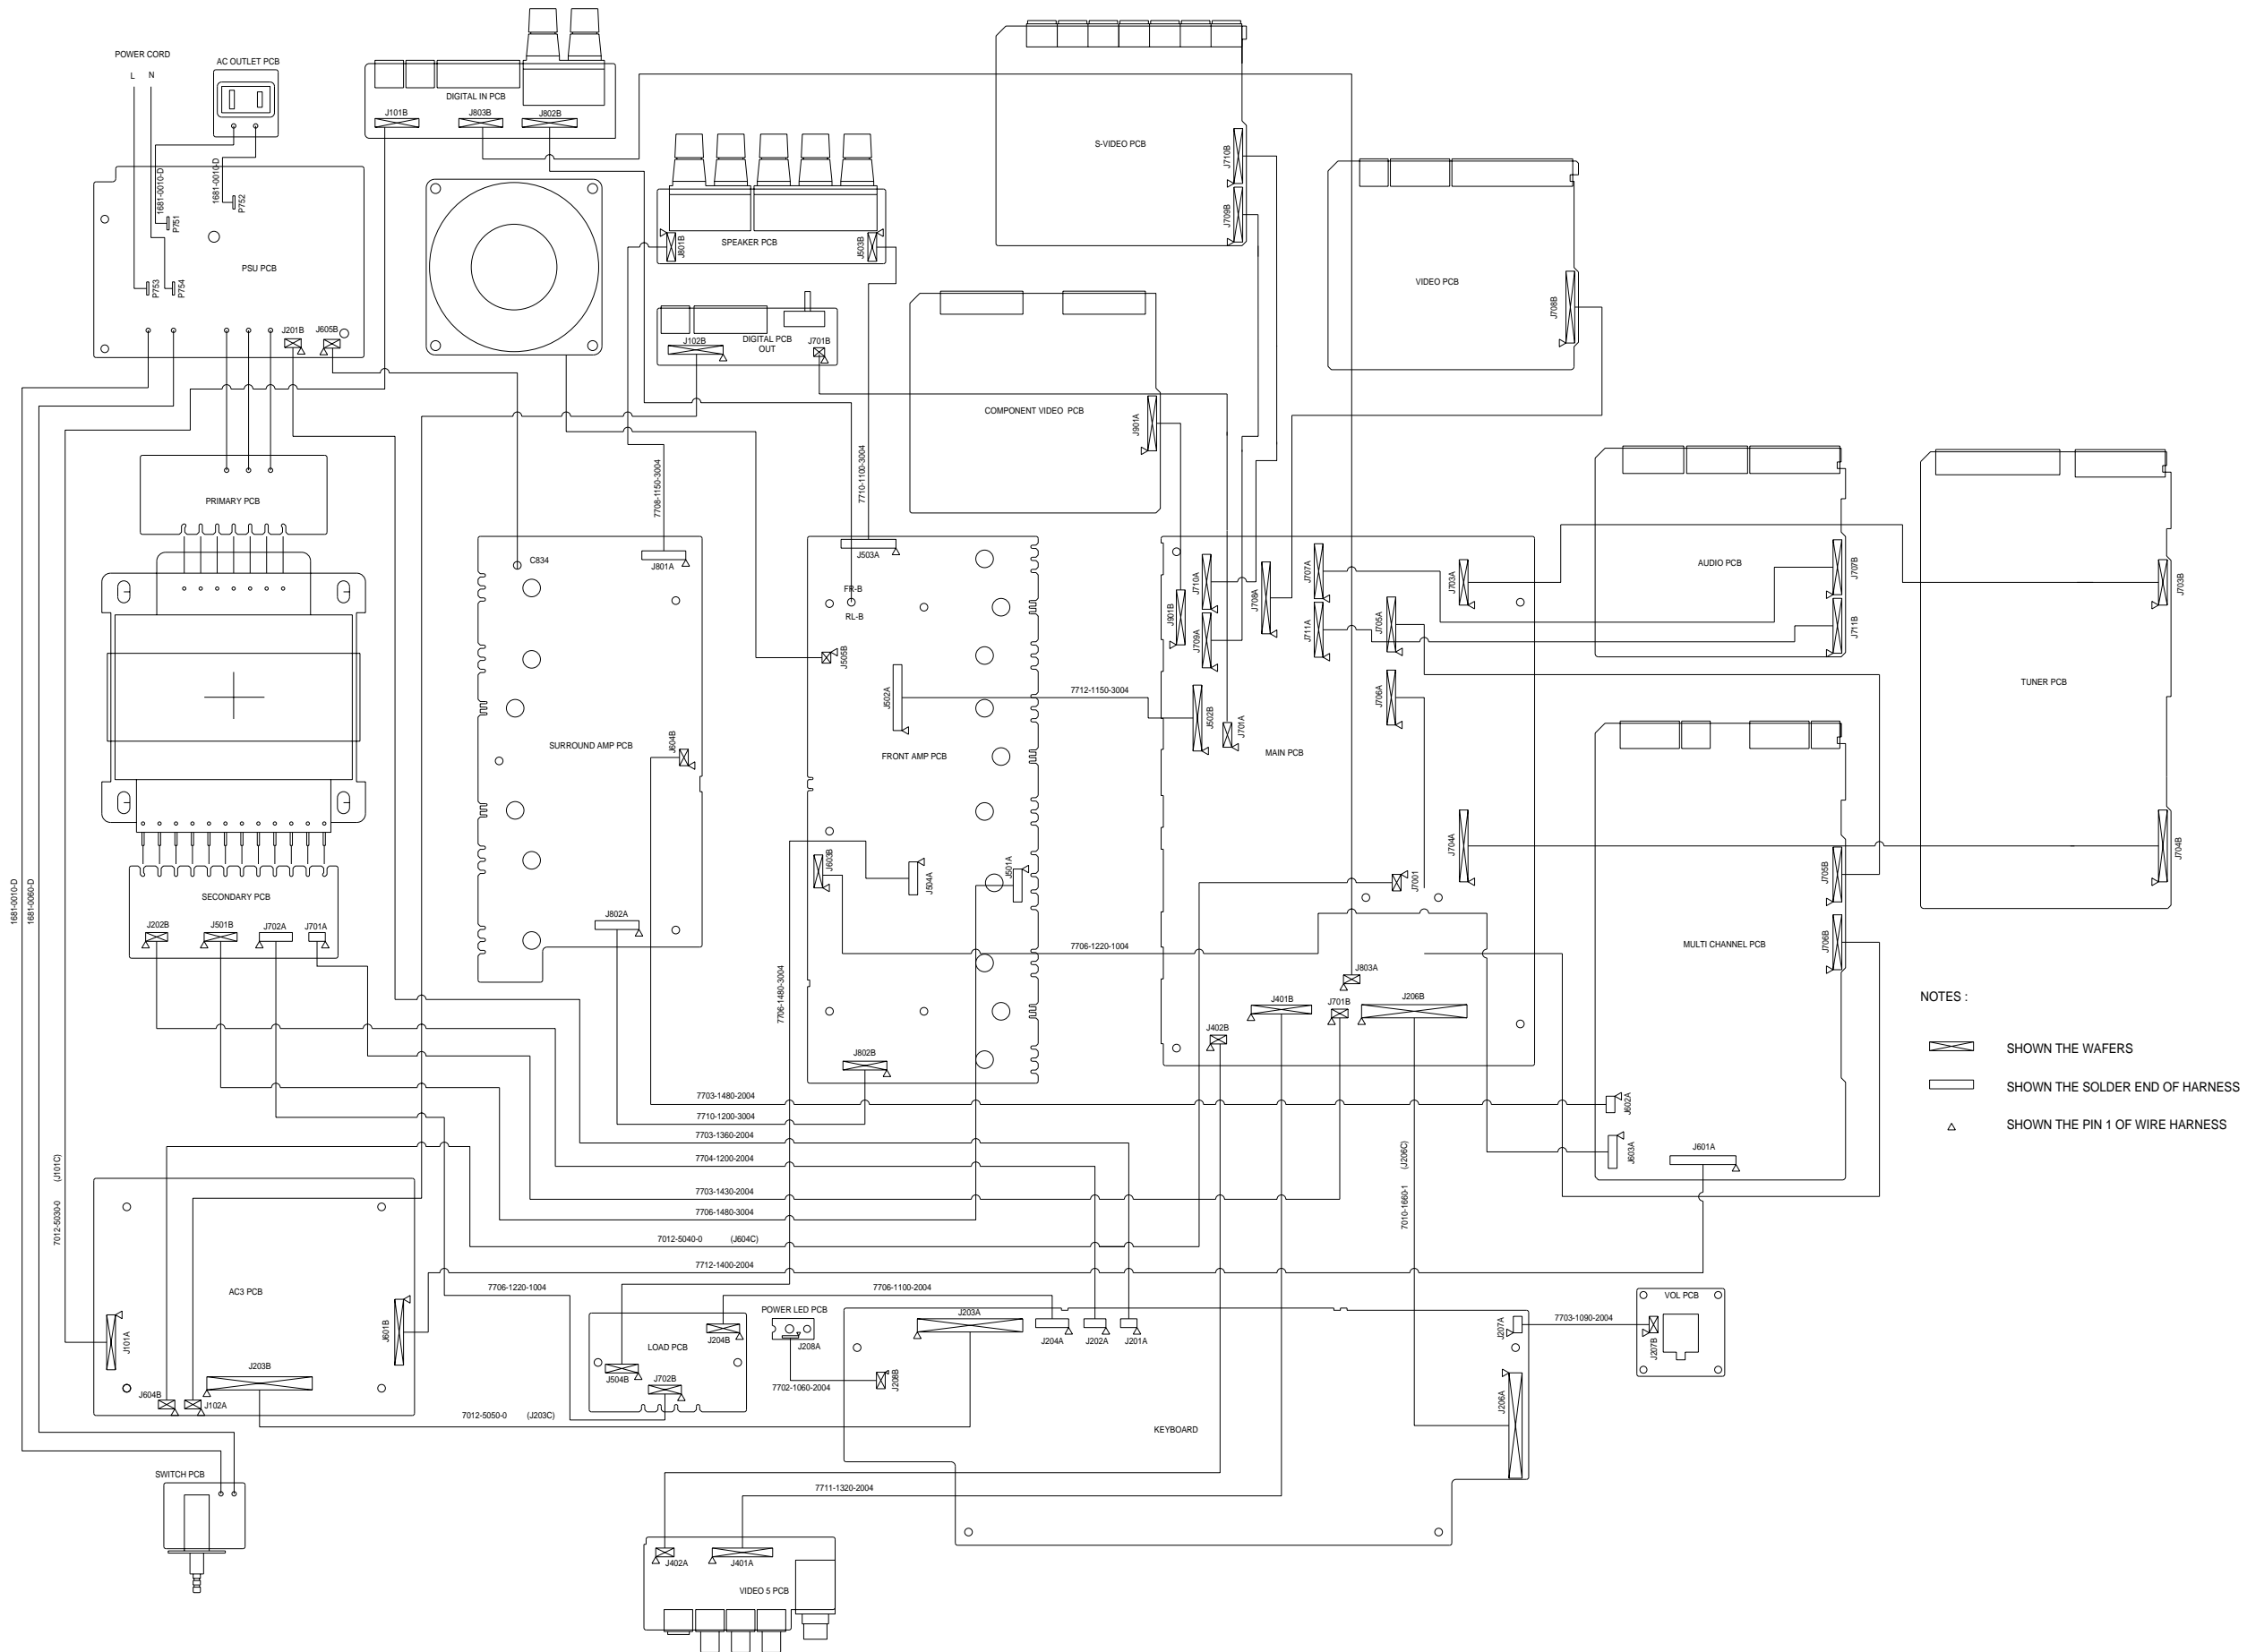 POWER CORD
L N
AC OUTLET PCB
DIGITAL IN PCB
J101B
J803B
J802B
1681-0010-D
1681-0010-D
P751
P752
PSU PCB
P753
P754
J201B
J605B
SPEAKER PCB
J801B
J503B
DIGITAL PCB
OUT
J102B
J701B
S-VIDEO PCB
J710B
J709B
VIDEO PCB
J708B
COMPONENT VIDEO PCB
J901A
PRIMARY PCB
7708-1150-3004
7710-1100-3004
C834
J801A
SURROUND AMP PCB
J604B
J802A
J503A
FR-B
RL-B
J505B
J502A
FRONT AMP PCB
J603B
J504A
J501A
J802B
7712-1150-3004
J901B
J710A
J709A
J708A
J707A
J711A
J705A
J703A
J706A
J502B
J701A
MAIN PCB
J704A
J7001
J803A
J401B
J701B
J206B
J402B
AUDIO PCB
J707B
J711B
TUNER PCB
J703B
J704B
MULTI CHANNEL PCB
J705B
J706B
J602A
J603A
J601A
SECONDARY PCB
J202B
J501B
J702A
J701A
1681-0010-D
1681-0060-D
7706-1220-1004
7706-1480-3004
7703-1480-2004
7710-1200-3004
7703-1360-2004
7704-1200-2004
7703-1430-2004
7706-1480-3004
7012-5040-0 (J604C)
7712-1400-2004
7706-1220-1004
7706-1100-2004
7012-5030-0 (J101C)
7010-1660-1 (J206C)
NOTES :
SHOWN THE WAFERS
SHOWN THE SOLDER END OF HARNESS
SHOWN THE PIN 1 OF WIRE HARNESS
AC3 PCB
J101A
J601B
J203B
J604B
J102A
7012-5050-0 (J203C)
LOAD PCB
J204B
J504B
J702B
POWER LED PCB
J208A
7702-1060-2004
J208B
J203A
J204A
J202A
J201A
KEYBOARD
J207A
J206A
7703-1090-2004
VOL PCB
J207B
SWITCH PCB
7711-1320-2004
J402A
J401A
VIDEO 5 PCB